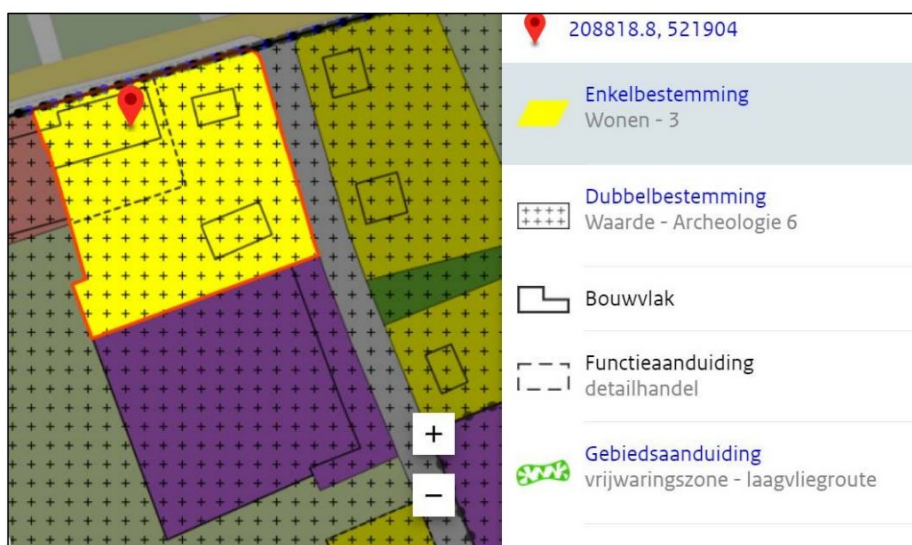 208818.8, 521904
Enkelbestemming
Wonen - 3
Dubbelbestemming
Waarde - Archeologie 6
Bouwvlak
Functieaanduiding
detailhandel
Gebiedsaanduiding
vrijwaringszone - laagvliegroute
+
−